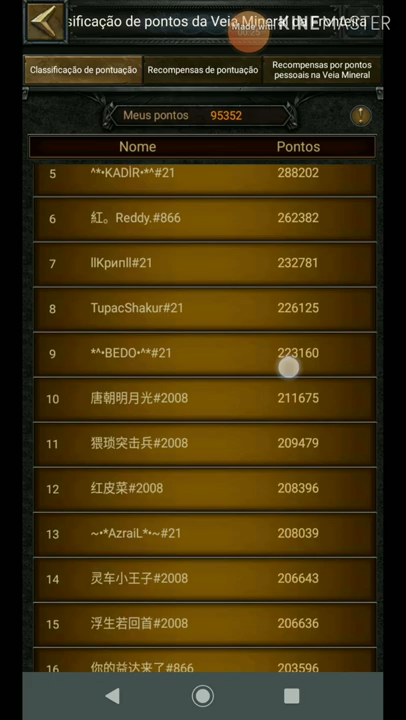 sificação de pontos da Veia Mineral da Fronteira
Made with KINEMASTER
Classificação de pontuação
Recompensas de pontuação
Recompensas por pontos
pessoais na Veia Mineral
Meus pontos 95352
Nome Pontos
5 ^*•KADİR•*^#21 288202
6 紅。Reddy.#866 262382
7 llКрипll#21 232781
8 TupacShakur#21 226125
9 *^•BEDO•^*#21 223160
10 唐朝明月光#2008 211675
11 猥琐突击兵#2008 209479
12 红皮菜#2008 208396
13 ~•*AzraiL*•~#21 208039
14 灵车小王子#2008 206643
15 浮生若回首#2008 206636
16 你的益达来了#866 203596